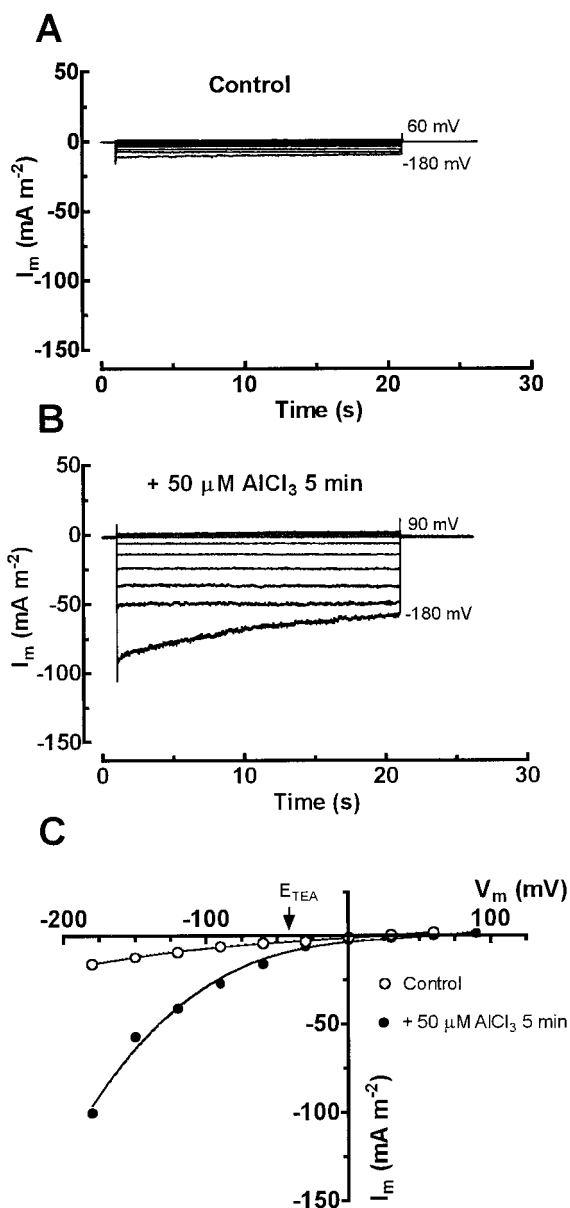 A
Control
50
0
-50
-100
-150
I_m (mA m^-2)
60 mV
-180 mV
0 10 20 30
Time (s)
B
+ 50 μM AlCl₃ 5 min
50
0
-50
-100
-150
I_m (mA m^-2)
90 mV
-180 mV
0 10 20 30
Time (s)
C
E_TEA
V_m (mV)
-200 -100 100
Control
+ 50 μM AlCl₃ 5 min
-50
-100
-150
I_m (mA m^-2)